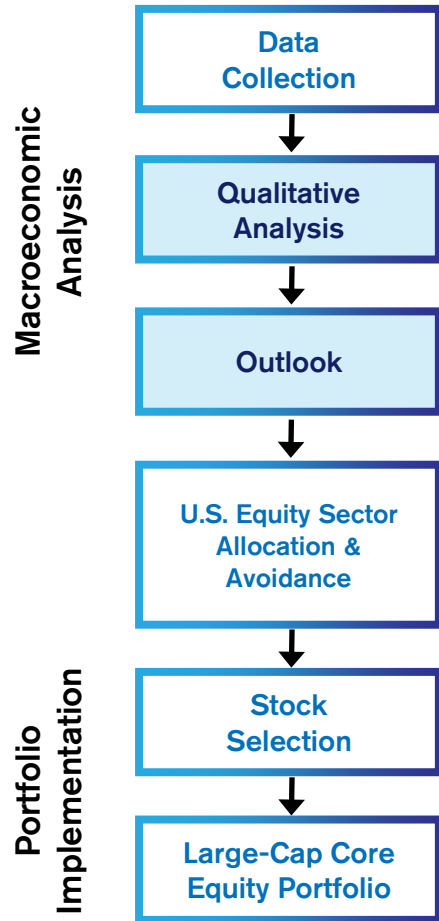 Macroeconomic
Analysis
Data
Collection
Qualitative
Analysis
Outlook
U.S. Equity Sector
Allocation &
Avoidance
Portfolio
Implementation
Stock
Selection
Large-Cap Core
Equity Portfolio